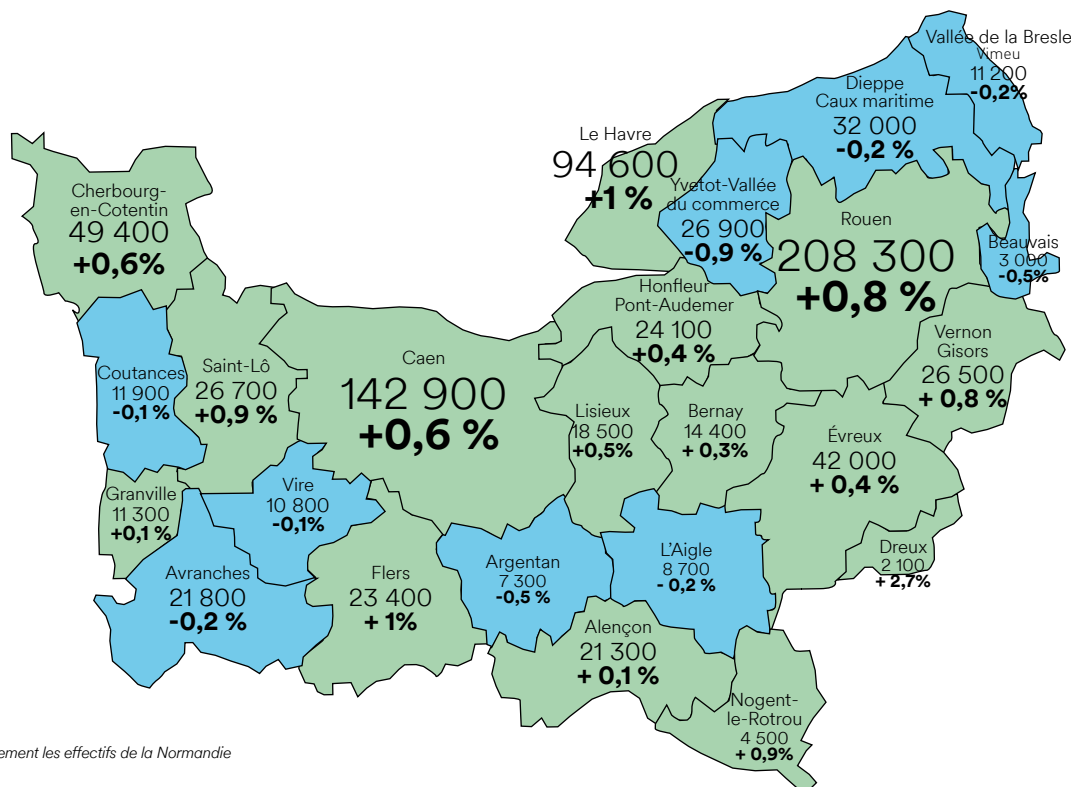 Vallée de la Bresle
Vimeu
11 200
-0,2%
Dieppe
Caux maritime
32 000
-0,2 %
Le Havre
94 600
+1 %
Yvetot-Vallée
du commerce
26 900
-0,9 %
Cherbourg-
en-Cotentin
49 400
+0,6%
Rouen
208 300
+0,8 %
Beauvais
3 000
-0,5%
Honfleur
Pont-Audemer
24 100
+0,4 %
Vernon
Gisors
26 500
+ 0,8 %
Coutances
11 900
-0,1 %
Saint-Lô
26 700
+0,9 %
Caen
142 900
+0,6 %
Lisieux
18 500
+0,5%
Bernay
14 400
+ 0,3%
Évreux
42 000
+ 0,4 %
Granville
11 300
+0,1 %
Vire
10 800
-0,1%
Avranches
21 800
-0,2 %
Flers
23 400
+ 1%
Argentan
7 300
-0,5 %
L'Aigle
8 700
- 0,2 %
Dreux
2 100
+ 2,7%
Alençon
21 300
+ 0,1 %
Nogent-
le-Rotrou
4 500
+ 0,9%
ement les effectifs de la Normandie